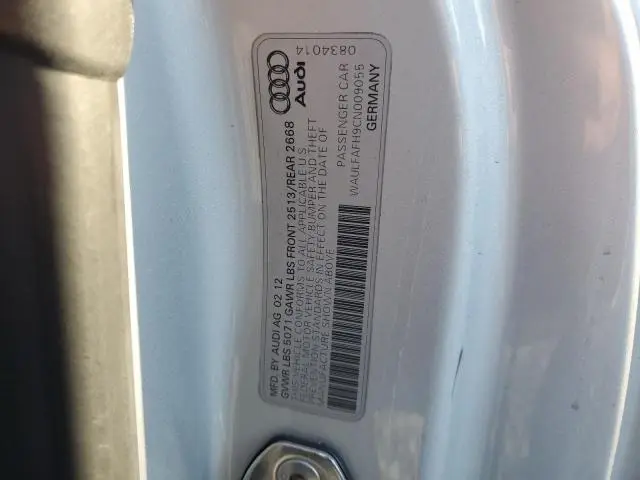 MFD. BY AUDI AG 02 12
GVWR LBS 5071 GAWR LBS FRONT 2513/REAR 2668
THIS VEHICLE CONFORMS TO ALL APPLICABLE U S
FEDERAL MOTOR VEHICLE SAFETY, BUMPER AND THEFT
PREVENTION STANDARDS IN EFFECT ON THE DATE OF
MANUFACTURE SHOWN ABOVE
PASSENGER CAR
WAULFAFH9CN009055
GERMANY
Audi
0834014